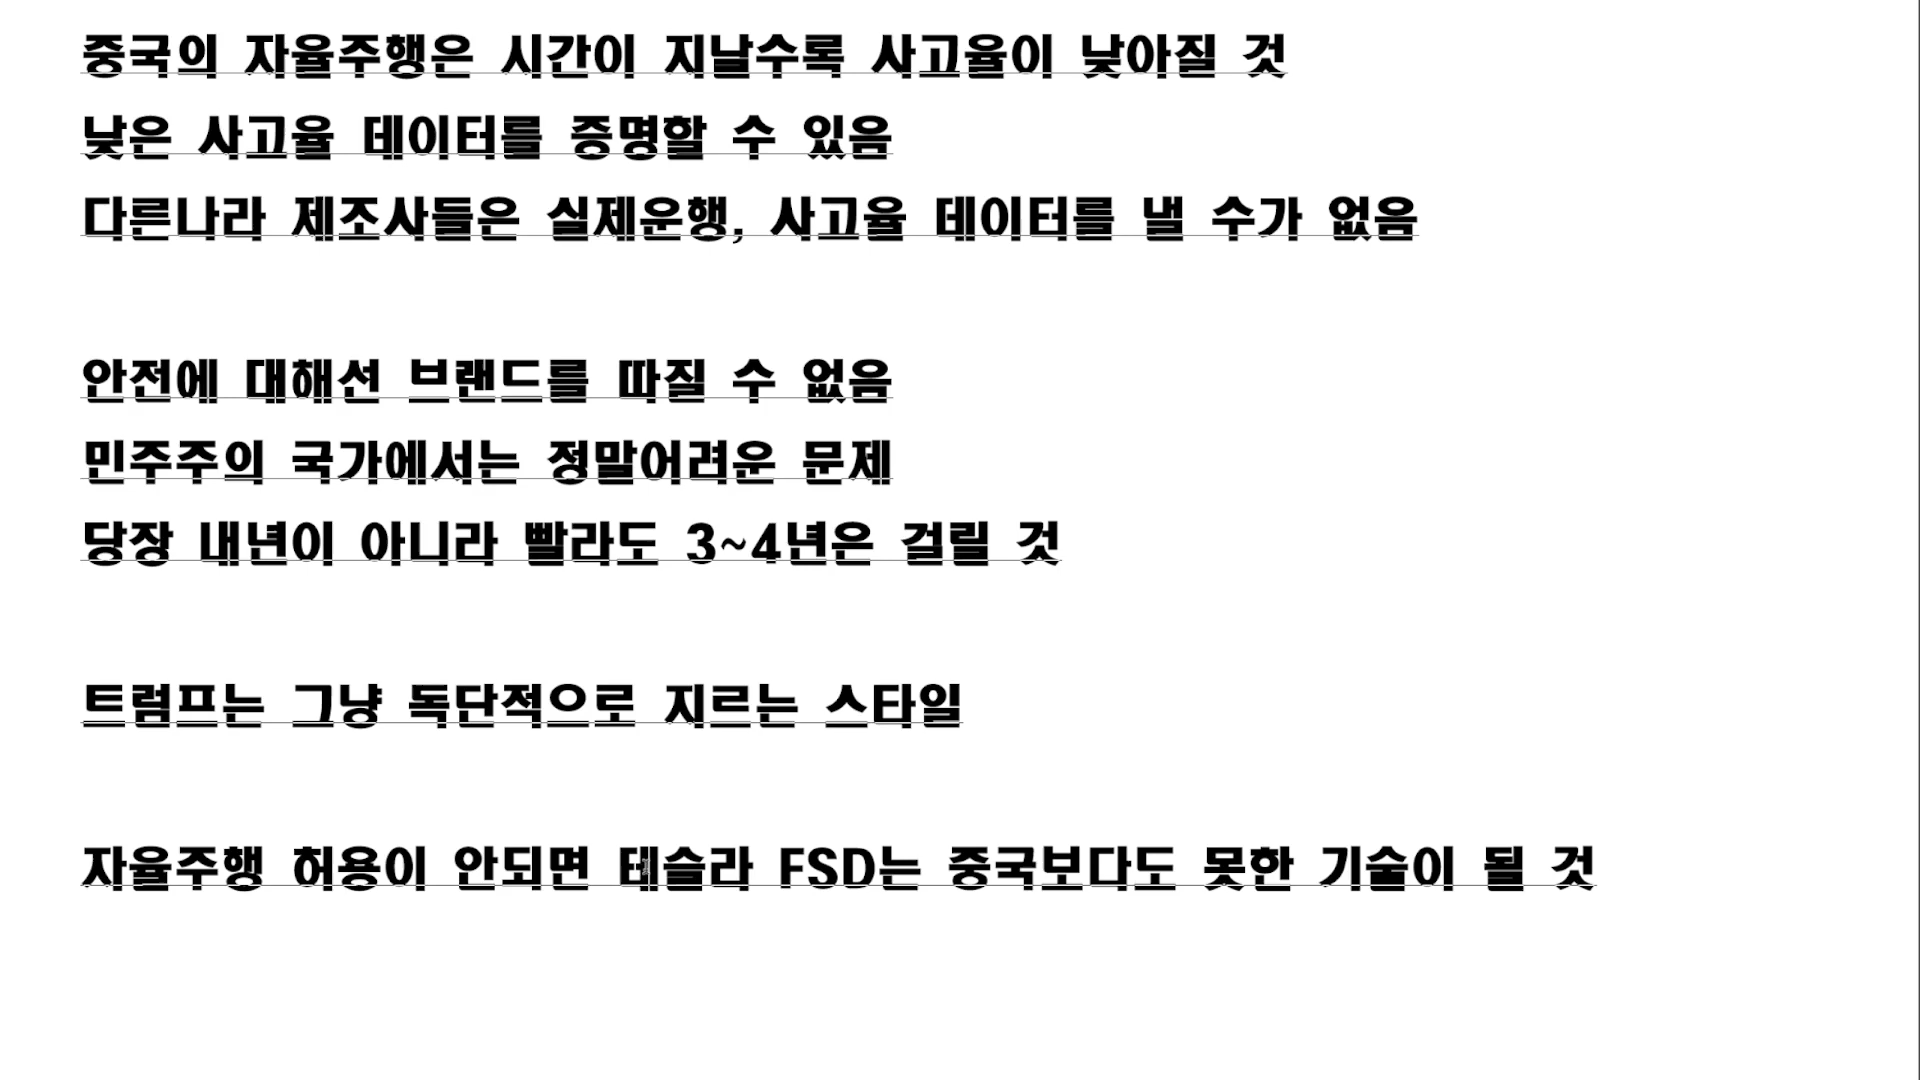 중국의 자율주행은 시간이 지날수록 사고율이 낮아질 것
낮은 사고율 데이터를 증명할 수 있음
다른나라 제조사들은 실제운행, 사고율 데이터를 낼 수가 없음
안전에 대해선 브랜드를 따질 수 없음
민주주의 국가에서는 정말어려운 문제
당장 내년이 아니라 빨라도 3~4년은 걸릴 것
트럼프는 그냥 독단적으로 지르는 스타일
자율주행 허용이 안되면 테슬라 FSD는 중국보다도 못한 기술이 될 것